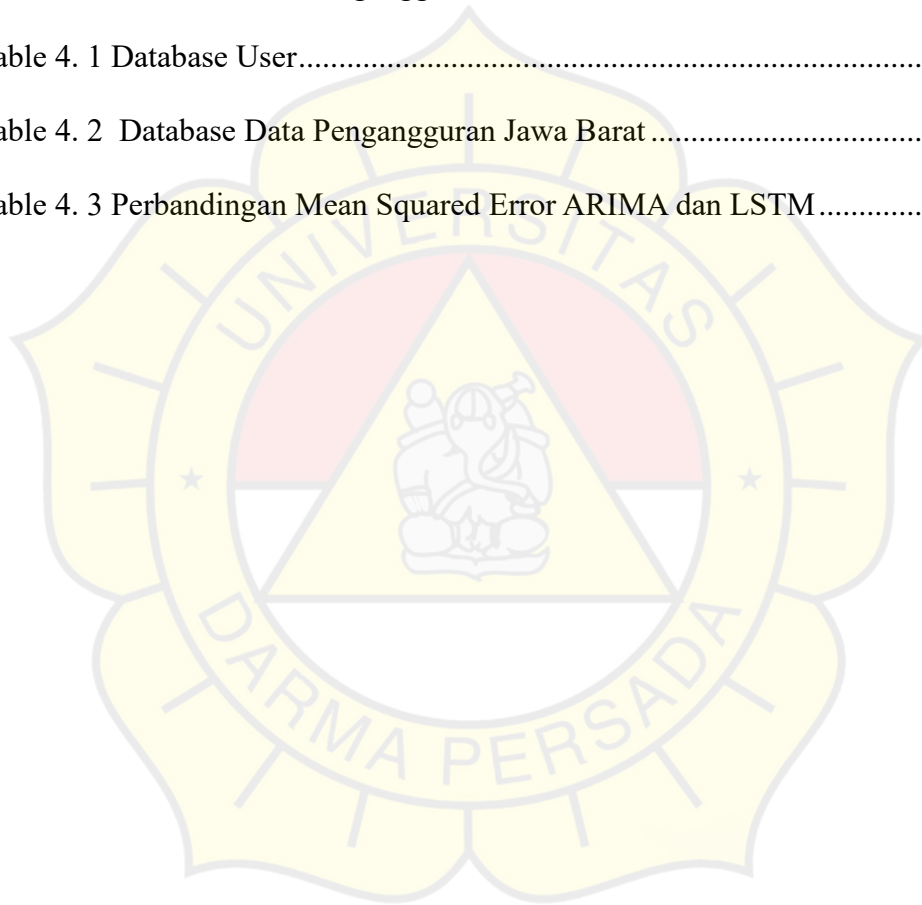 able 4. 1 Database User.......................................................................
able 4. 2  Database Data Pengangguran Jawa Barat..................................
able 4. 3 Perbandingan Mean Squared Error ARIMA dan LSTM.............
UNIVERSITAS
DARMA PERSADA